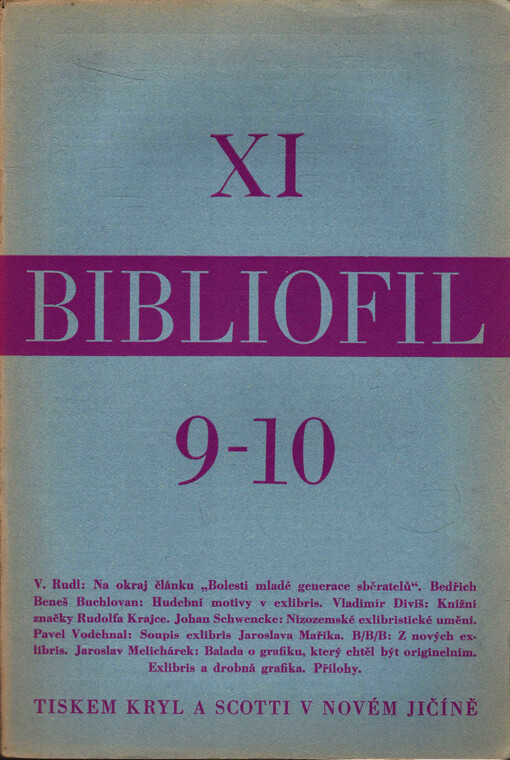 XI
BIBLIOFIL
9-10
V. Rudl: Na okraj článku „Bolesti mladé generace sběratelů“. Bedřich
Beneš Buchlovan: Hudební motivy v exlibris. Vladimír Diviš: Knižní
značky Rudolfa Krajce. Johan Schwencke: Nizozemské exlibristické umění.
Pavel Vodehnal: Soupis exlibris Jaroslava Maříka. B/B/B: Z nových ex-
libris. Jaroslav Melichárek: Balada o grafiku, který chtěl být originelním.
Exlibris a drobná grafika. Přílohy.
TISKEM KRYL A SCOTTI V NOVÉM JIČÍNĚ